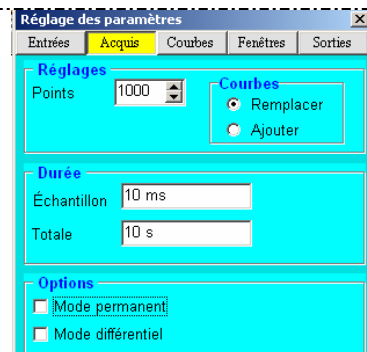 Réglage des paramètres
Entrées Acquis Courbes Fenêtres Sorties
Réglages
Points 1000
Courbes
Remplacer
Ajouter
Durée
Échantillon 10 ms
Totale 10 s
Options
Mode permanent
Mode différentiel